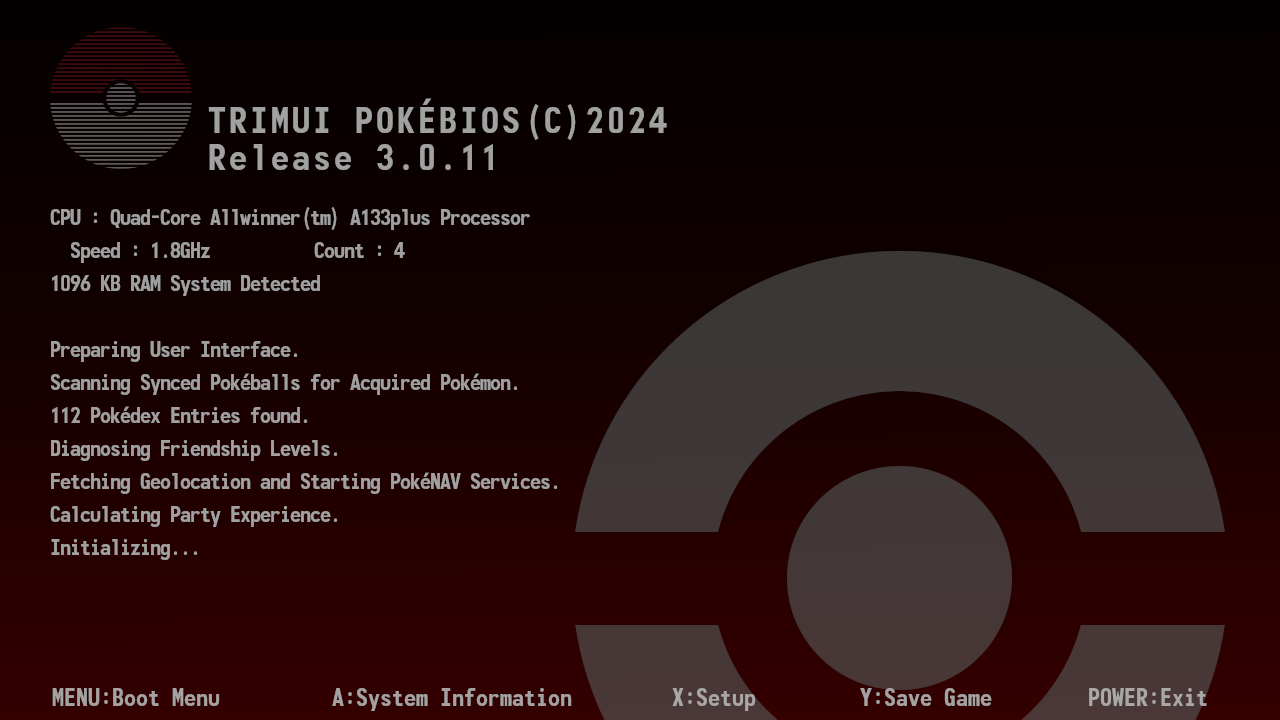 TRIMUI POKÉBIOS(C)2024
Release 3.0.11
CPU : Quad-Core Allwinner(tm) A133plus Processor
Speed : 1.8GHz Count : 4
1096 KB RAM System Detected
Preparing User Interface.
Scanning Synced Pokéballs for Acquired Pokémon.
112 Pokédex Entries found.
Diagnosing Friendship Levels.
Fetching Geolocation and Starting PokéNAV Services.
Calculating Party Experience.
Initializing...
MENU:Boot Menu A:System Information X:Setup Y:Save Game POWER:Exit